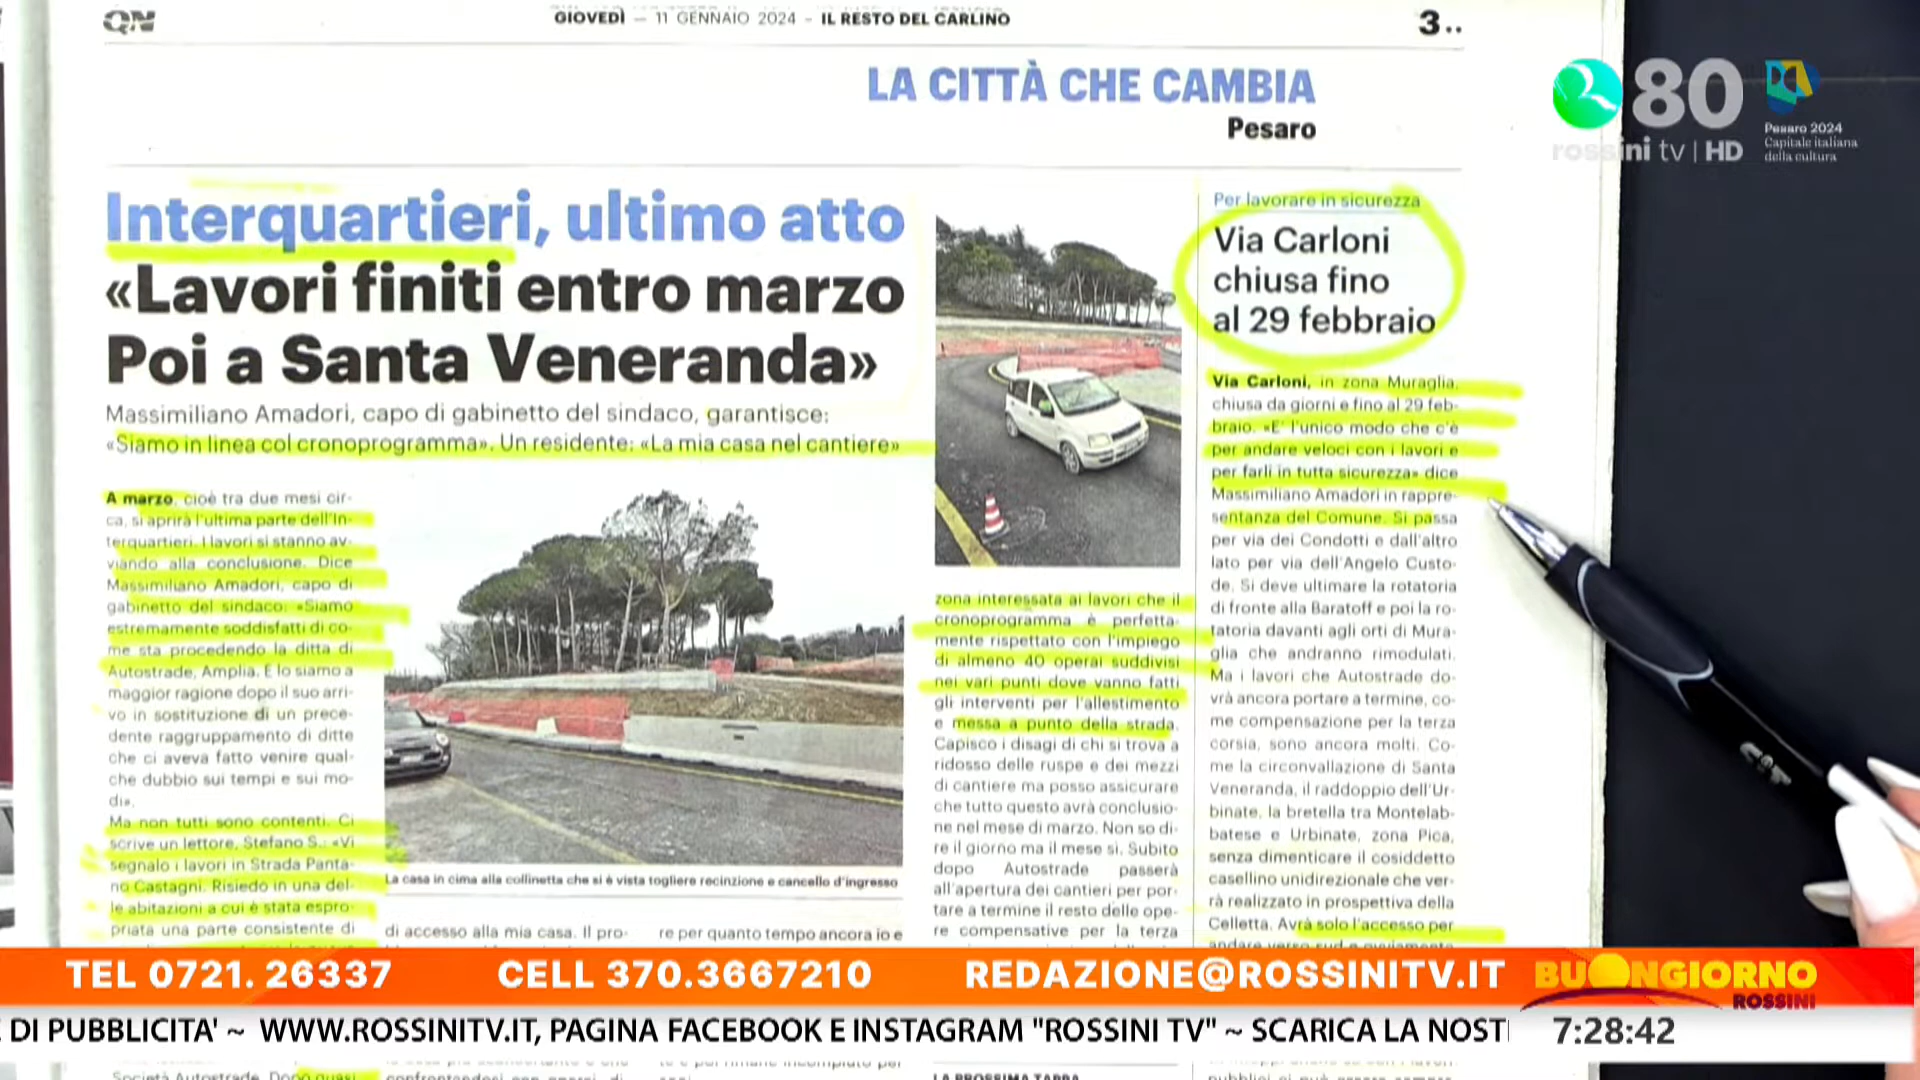 QN
GIOVEDÌ — 11 GENNAIO 2024 – IL RESTO DEL CARLINO
3..
LA CITTÀ CHE CAMBIA
Pesaro
80
rossini tv | HD
Pesaro 2024
Capitale italiana
della cultura
Interquartieri, ultimo atto
«Lavori finiti entro marzo
Poi a Santa Veneranda»
Massimiliano Amadori, capo di gabinetto del sindaco, garantisce:
«Siamo in linea col cronoprogramma». Un residente: «La mia casa nel cantiere»
A marzo, cioè tra due mesi cir-
ca, si aprirà l'ultima parte dell'In-
terquartieri. I lavori si stanno av-
viando alla conclusione. Dice
Massimiliano Amadori, capo di
gabinetto del sindaco: «Siamo
estremamente soddisfatti di co-
me sta procedendo la ditta di
Autostrade, Amplia. E lo siamo a
maggior ragione dopo il suo arri-
vo in sostituzione di un prece-
dente raggruppamento di ditte
che ci aveva fatto venire qual-
che dubbio sui tempi e sui mo-
di».
Ma non tutti sono contenti. Ci
scrive un lettore, Stefano S.: «Vi
segnalo i lavori in Strada Panta-
no Castagni. Risiedo in una del-
le abitazioni a cui è stata espro-
priata una parte consistente di
La casa in cima alla collinetta che si è vista togliere recinzione e cancello d'ingresso
di accesso alla mia casa. Il pro-
re per quanto tempo ancora io e
zona interessata ai lavori che il
cronoprogramma è perfetta-
mente rispettato con l'impiego
di almeno 40 operai suddivisi
nei vari punti dove vanno fatti
gli interventi per l'allestimento
e messa a punto della strada.
Capisco i disagi di chi si trova a
ridosso delle ruspe e dei mezzi
di cantiere ma posso assicurare
che tutto questo avrà conclusio-
ne nel mese di marzo. Non so di-
re il giorno ma il mese sì. Subito
dopo Autostrade passerà
all'apertura dei cantieri per por-
tare a termine il resto delle ope-
re compensative per la terza
Per lavorare in sicurezza
Via Carloni
chiusa fino
al 29 febbraio
Via Carloni, in zona Muraglia,
chiusa da giorni e fino al 29 feb-
braio. «E' l'unico modo che c'è
per andare veloci con i lavori e
per farli in tutta sicurezza» dice
Massimiliano Amadori in rappre-
sentanza del Comune. Si passa
per via dei Condotti e dall'altro
lato per via dell'Angelo Custo-
de. Si deve ultimare la rotatoria
di fronte alla Baratoff e poi la ro-
tatoria davanti agli orti di Mura-
glia che andranno rimodulati.
Ma i lavori che Autostrade do-
vrà ancora portare a termine, co-
me compensazione per la terza
corsia, sono ancora molti. Co-
me la circonvallazione di Santa
Veneranda, il raddoppio dell'Ur-
binate, la bretella tra Montelab-
batese e Urbinate, zona Pica,
senza dimenticare il cosiddetto
casellino unidirezionale che ver-
rà realizzato in prospettiva della
Celletta. Avrà solo l'accesso per
andare verso sud e ovviamente
TEL 0721.26337 CELL 370.3667210 REDAZIONE@ROSSINITV.IT
BUONGIORNO
ROSSINI
DI PUBBLICITA' ~ WWW.ROSSINITV.IT, PAGINA FACEBOOK E INSTAGRAM "ROSSINI TV" ~ SCARICA LA NOST
7:28:42
Società Autostrade. Dopo quasi
LA PROSSIMA TAPPA